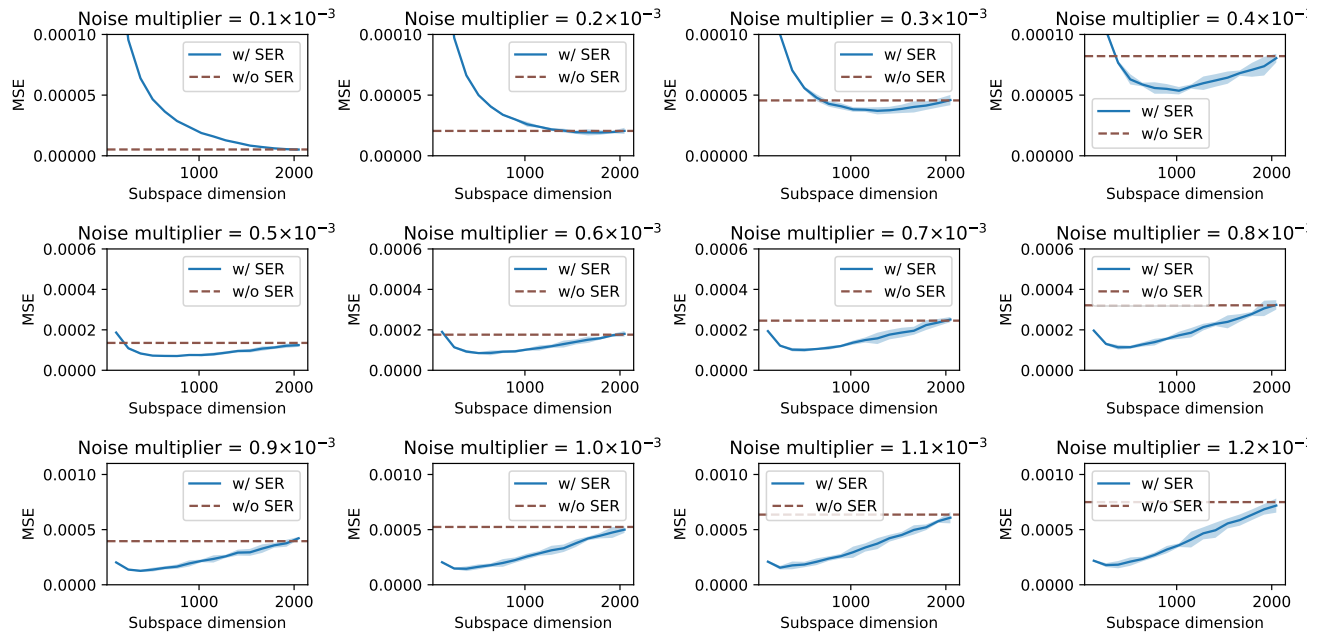 Noise multiplier = 0.1×10⁻³
0.00010
0.00005
0.00000
MSE
w/ SER
w/o SER
1000
2000
Subspace dimension
Noise multiplier = 0.2×10⁻³
0.00010
0.00005
0.00000
MSE
w/ SER
w/o SER
1000
2000
Subspace dimension
Noise multiplier = 0.3×10⁻³
0.00010
0.00005
0.00000
MSE
w/ SER
w/o SER
1000
2000
Subspace dimension
Noise multiplier = 0.4×10⁻
0.00010
0.00005
0.00000
MSE
w/ SER
w/o SER
1000
2000
Subspace dimension
Noise multiplier = 0.5×10⁻³
0.0006
0.0004
0.0002
0.0000
MSE
w/ SER
w/o SER
1000
2000
Subspace dimension
Noise multiplier = 0.6×10⁻³
0.0006
0.0004
0.0002
0.0000
MSE
w/ SER
w/o SER
1000
2000
Subspace dimension
Noise multiplier = 0.7×10⁻³
0.0006
0.0004
0.0002
0.0000
MSE
w/ SER
w/o SER
1000
2000
Subspace dimension
Noise multiplier = 0.8×10⁻
0.0006
0.0004
0.0002
0.0000
MSE
w/ SER
w/o SER
1000
2000
Subspace dimension
Noise multiplier = 0.9×10⁻³
0.0010
0.0005
0.0000
MSE
w/ SER
w/o SER
1000
2000
Subspace dimension
Noise multiplier = 1.0×10⁻³
0.0010
0.0005
0.0000
MSE
w/ SER
w/o SER
1000
2000
Subspace dimension
Noise multiplier = 1.1×10⁻³
0.0010
0.0005
0.0000
MSE
w/ SER
w/o SER
1000
2000
Subspace dimension
Noise multiplier = 1.2×10⁻
0.0010
0.0005
0.0000
MSE
w/ SER
w/o SER
1000
2000
Subspace dimension